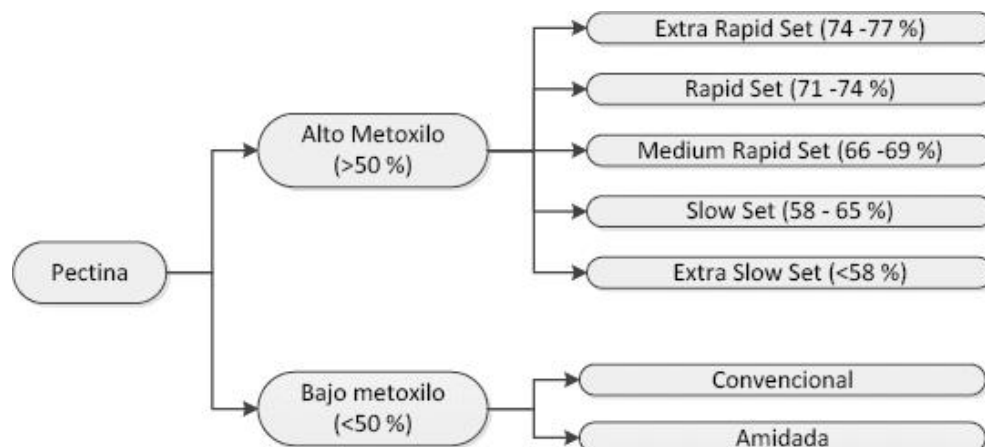 Extra Rapid Set (74 -77 %)
Rapid Set (71 -74 %)
Alto Metoxilo
(>50 %)
Medium Rapid Set (66 -69 %)
Slow Set (58 - 65 %)
Pectina
Extra Slow Set (<58 %)
Bajo metoxilo
(<50 %)
Convencional
Amidada